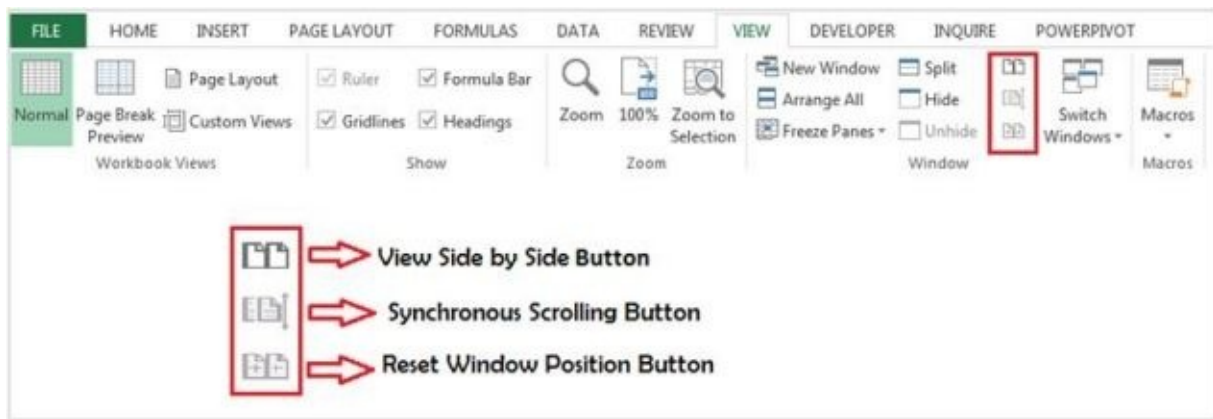 FILE HOME INSERT PAGE LAYOUT FORMULAS DATA REVIEW VIEW DEVELOPER INQUIRE POWERPIVOT
Normal
Page Break
Preview
Page Layout
Custom Views
Workbook Views
Ruler
Formula Bar
Gridlines
Headings
Show
Zoom
100%
Zoom to
Selection
Zoom
New Window
Arrange All
Freeze Panes
Split
Hide
Unhide
Switch
Windows
Window
Macros
Macros
View Side by Side Button
Synchronous Scrolling Button
Reset Window Position Button